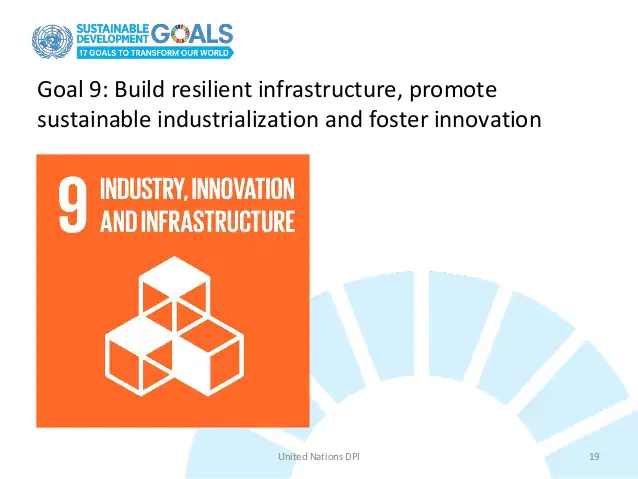 SUSTAINABLE
DEVELOPMENT GOALS
17 GOALS TO TRANSFORM OUR WORLD
Goal 9: Build resilient infrastructure, promote
sustainable industrialization and foster innovation
9 INDUSTRY, INNOVATION
AND INFRASTRUCTURE
United Nations DPI
19